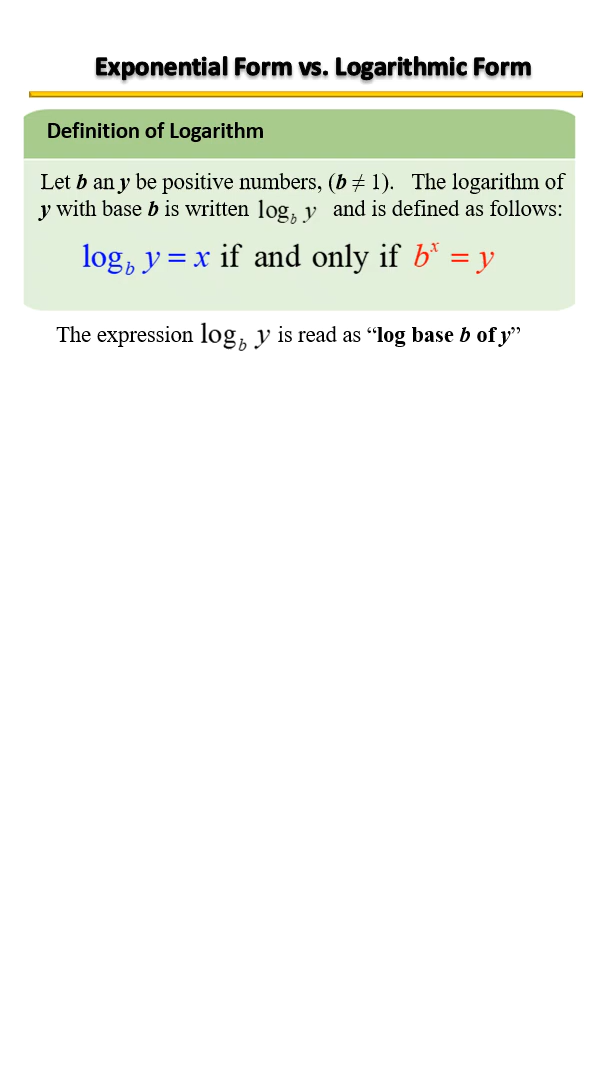 Exponential Form vs. Logarithmic Form
Definition of Logarithm
Let b an y be positive numbers, (b ≠ 1). The logarithm of
y with base b is written log_b y and is defined as follows:
log_b y = x if and only if b^x = y
The expression log_b y is read as “log base b of y”